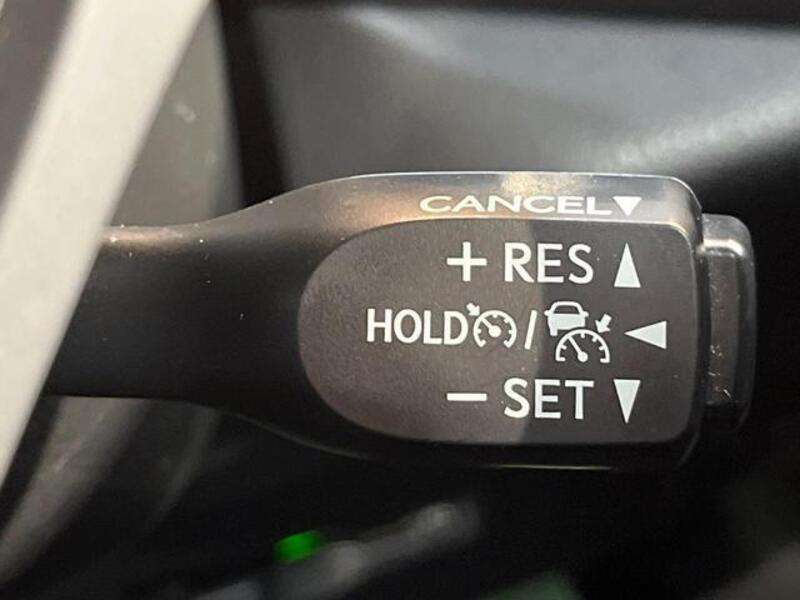 CANCEL▼
+ RES ▲
HOLD / ◀
− SET ▼